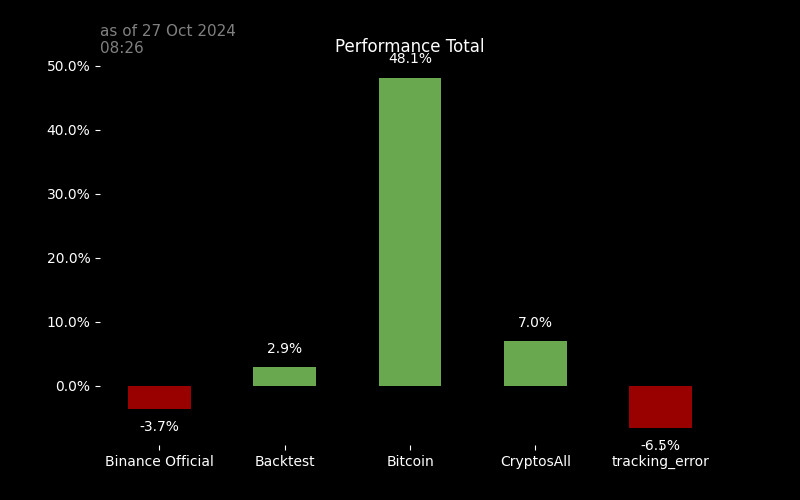 as of 27 Oct 2024
08:26
Performance Total
50.0%
40.0%
30.0%
20.0%
10.0%
0.0%
48.1%
7.0%
2.9%
-3.7%
-6.5%
Binance Official
Backtest
Bitcoin
CryptosAll
tracking_error